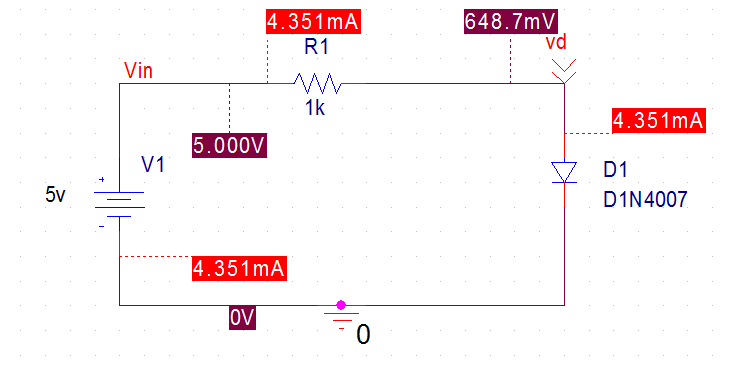 4.351mA
648.7mV
R1
vd
Vin
1k
4.351mA
5.000V
V1
D1
5v
D1N4007
4.351mA
0V
0